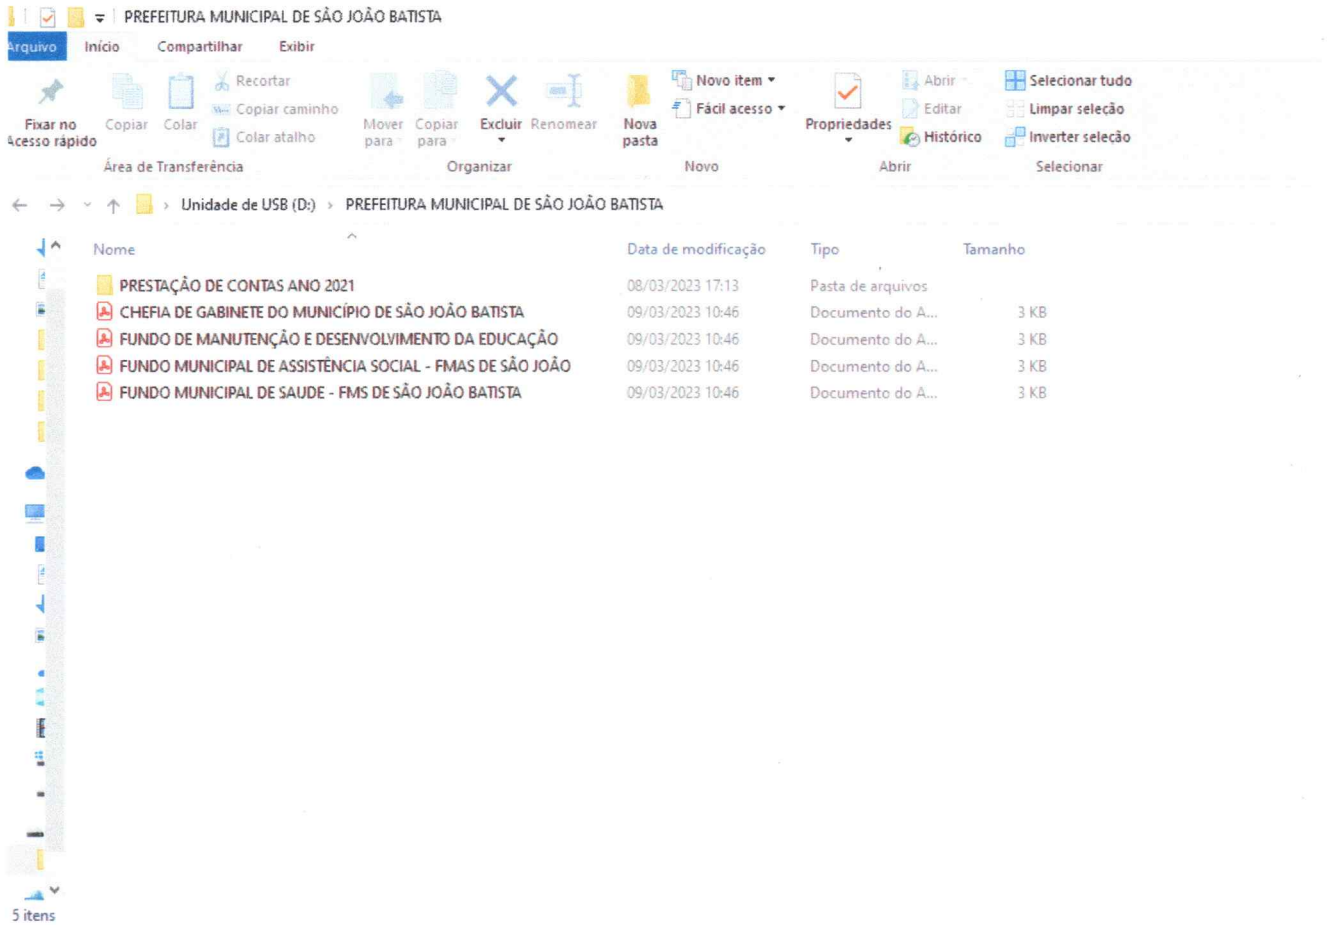 PREFEITURA MUNICIPAL DE SÃO JOÃO BATISTA
Arquivo Início Compartilhar Exibir
Fixar no Acesso rápido
Copiar
Colar
Recortar
Copiar caminho
Colar atalho
Área de Transferência
Mover para
Copiar para
Excluir
Renomear
Organizar
Nova pasta
Novo item
Fácil acesso
Novo
Propriedades
Abrir
Editar
Histórico
Abrir
Selecionar tudo
Limpar seleção
Inverter seleção
Selecionar
Unidade de USB (D:) › PREFEITURA MUNICIPAL DE SÃO JOÃO BATISTA
Nome Data de modificação Tipo Tamanho
PRESTAÇÃO DE CONTAS ANO 2021 08/03/2023 17:13 Pasta de arquivos
CHEFIA DE GABINETE DO MUNICÍPIO DE SÃO JOÃO BATISTA 09/03/2023 10:46 Documento do A... 3 KB
FUNDO DE MANUTENÇÃO E DESENVOLVIMENTO DA EDUCAÇÃO 09/03/2023 10:46 Documento do A... 3 KB
FUNDO MUNICIPAL DE ASSISTÊNCIA SOCIAL - FMAS DE SÃO JOÃO 09/03/2023 10:46 Documento do A... 3 KB
FUNDO MUNICIPAL DE SAUDE - FMS DE SÃO JOÃO BATISTA 09/03/2023 10:46 Documento do A... 3 KB
5 itens